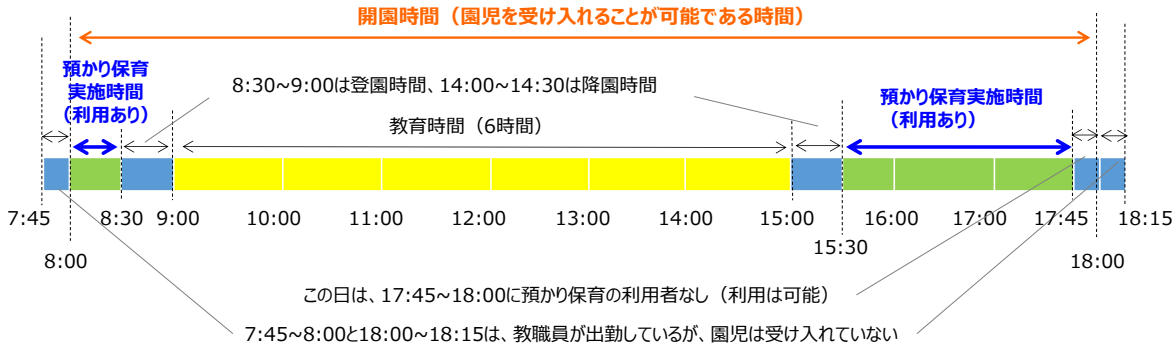 開園時間（園児を受け入れることが可能である時間）
預かり保育
実施時間
（利用あり）
8:30~9:00は登園時間、14:00~14:30は降園時間
預かり保育実施時間
（利用あり）
教育時間（6時間）
7:45
8:30
9:00
10:00
11:00
12:00
13:00
14:00
15:00
16:00
17:00
17:45
18:15
8:00
15:30
18:00
この日は、17:45~18:00に預かり保育の利用者なし（利用は可能）
7:45~8:00と18:00~18:15は、教職員が出勤しているが、園児は受け入れていない